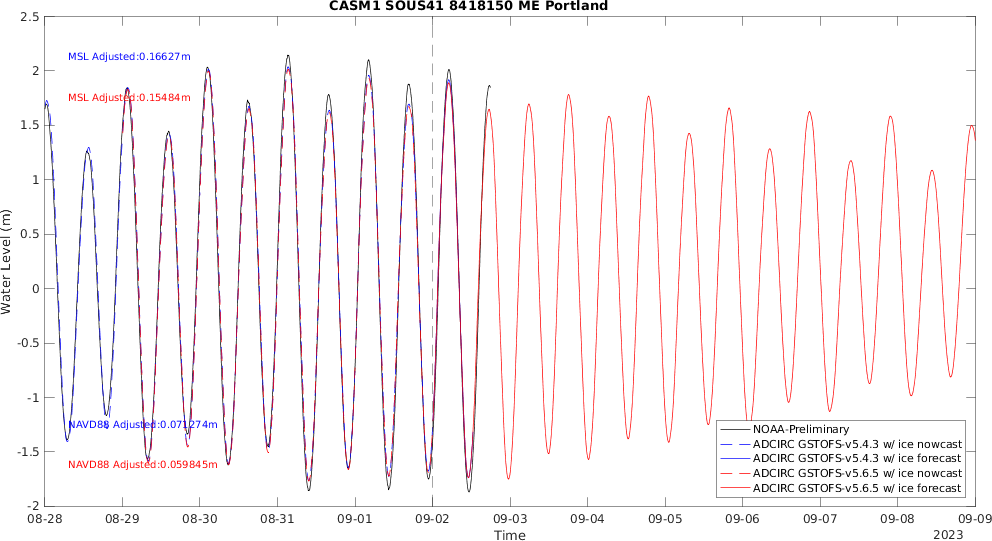 CASM1 SOUS41 8418150 ME Portland
MSL Adjusted:0.16627m
MSL Adjusted:0.15484m
NAVD88 Adjusted:0.071274m
NAVD88 Adjusted:0.059845m
Water Level (m)
2.5
2
1.5
1
0.5
0
-0.5
-1
-1.5
-2
08-28
08-29
08-30
08-31
09-01
09-02
09-03
09-04
09-05
09-06
09-07
09-08
09-09
Time
2023
NOAA-Preliminary
ADCIRC GSTOFS-v5.4.3 w/ ice nowcast
ADCIRC GSTOFS-v5.4.3 w/ ice forecast
ADCIRC GSTOFS-v5.6.5 w/ ice nowcast
ADCIRC GSTOFS-v5.6.5 w/ ice forecast